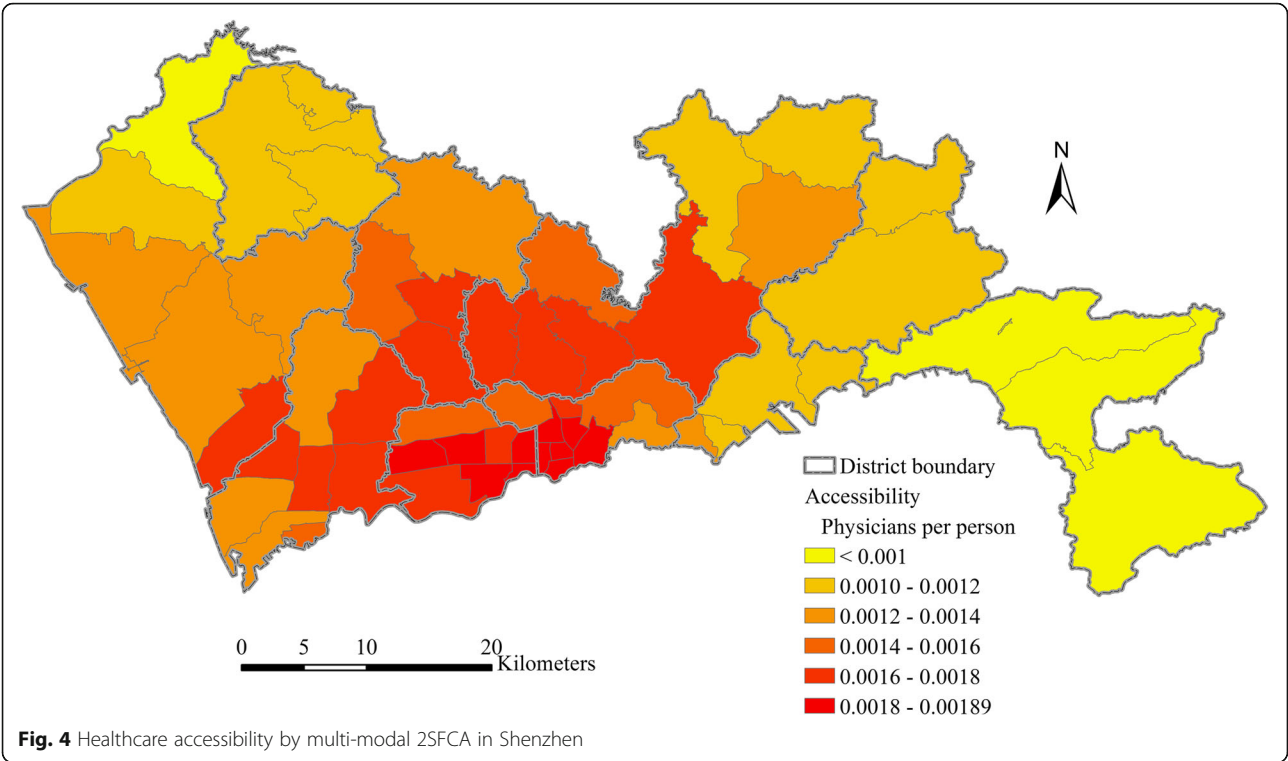 N
District boundary
Accessibility
Physicians per person
< 0.001
0.0010 - 0.0012
0.0012 - 0.0014
0.0014 - 0.0016
0.0016 - 0.0018
0.0018 - 0.00189
0 5 10 20
Kilometers
Fig. 4 Healthcare accessibility by multi-modal 2SFCA in Shenzhen